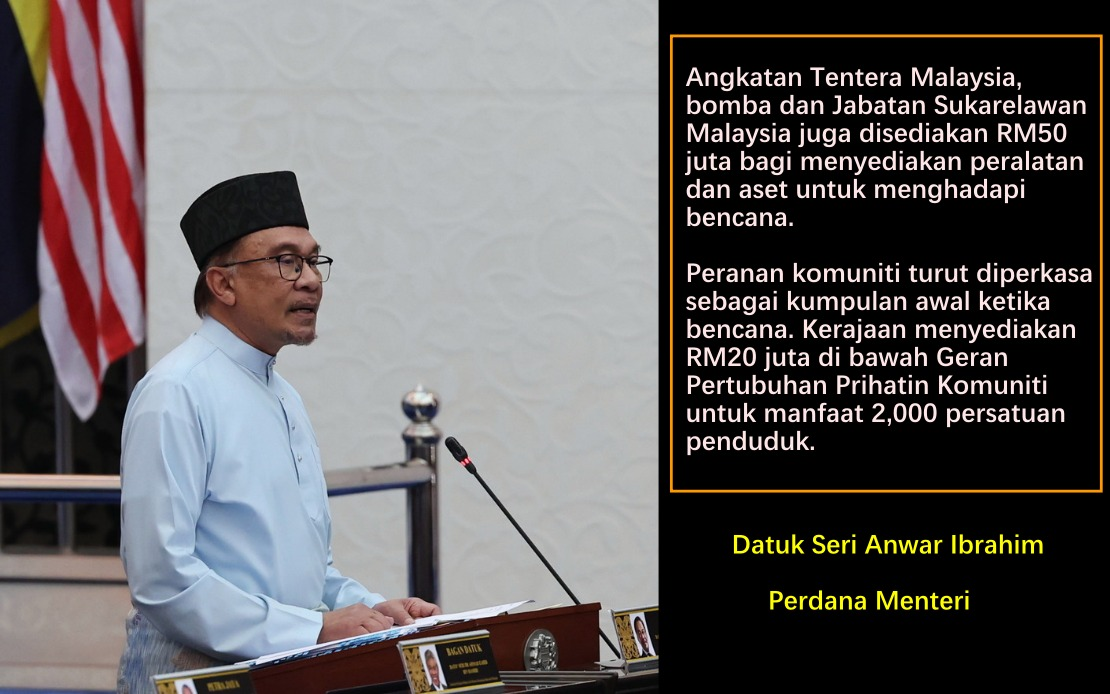 Angkatan Tentera Malaysia,
bomba dan Jabatan Sukarelawan
Malaysia juga disediakan RM50
juta bagi menyediakan peralatan
dan aset untuk menghadapi
bencana.
Peranan komuniti turut diperkasa
sebagai kumpulan awal ketika
bencana. Kerajaan menyediakan
RM20 juta di bawah Geran
Pertubuhan Prihatin Komuniti
untuk manfaat 2,000 persatuan
penduduk.
Datuk Seri Anwar Ibrahim
Perdana Menteri
BAGAN DATUK
PETRA JAYA